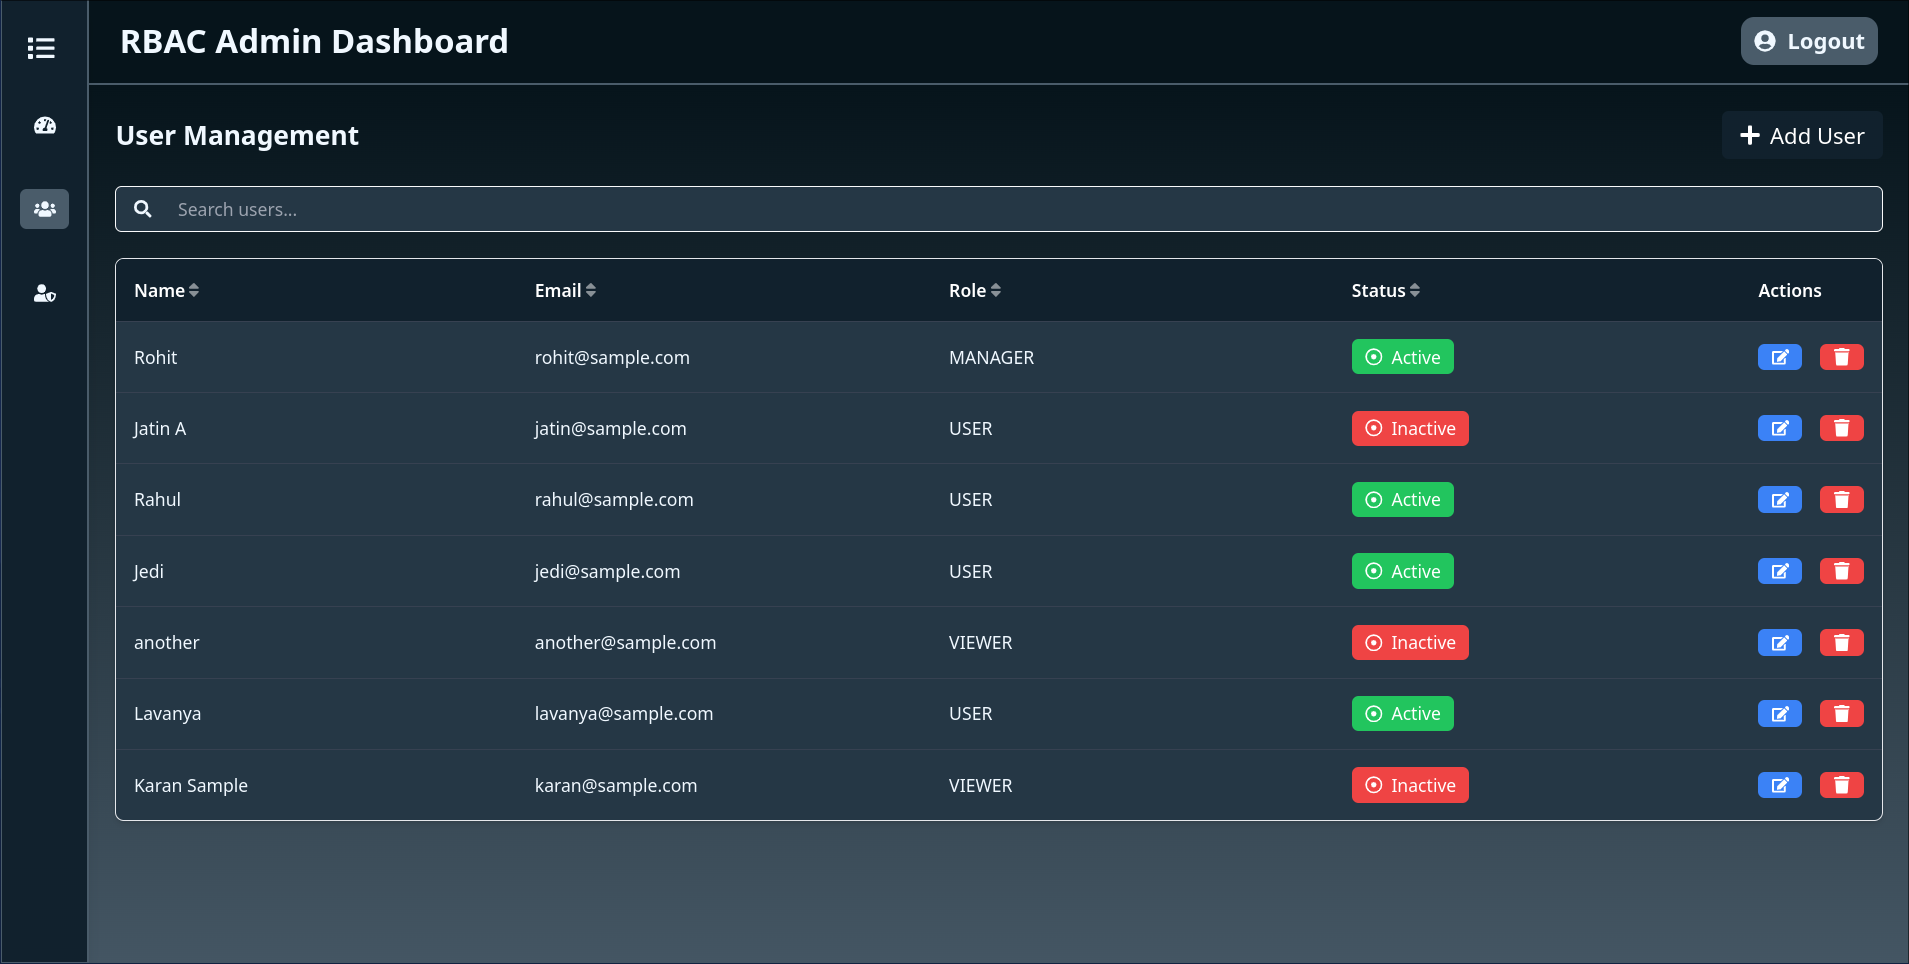 RBAC Admin Dashboard
Logout
User Management
Add User
Search users...
Name Email Role Status Actions
Rohit rohit@sample.com MANAGER Active
Jatin A jatin@sample.com USER Inactive
Rahul rahul@sample.com USER Active
Jedi jedi@sample.com USER Active
another another@sample.com VIEWER Inactive
Lavanya lavanya@sample.com USER Active
Karan Sample karan@sample.com VIEWER Inactive